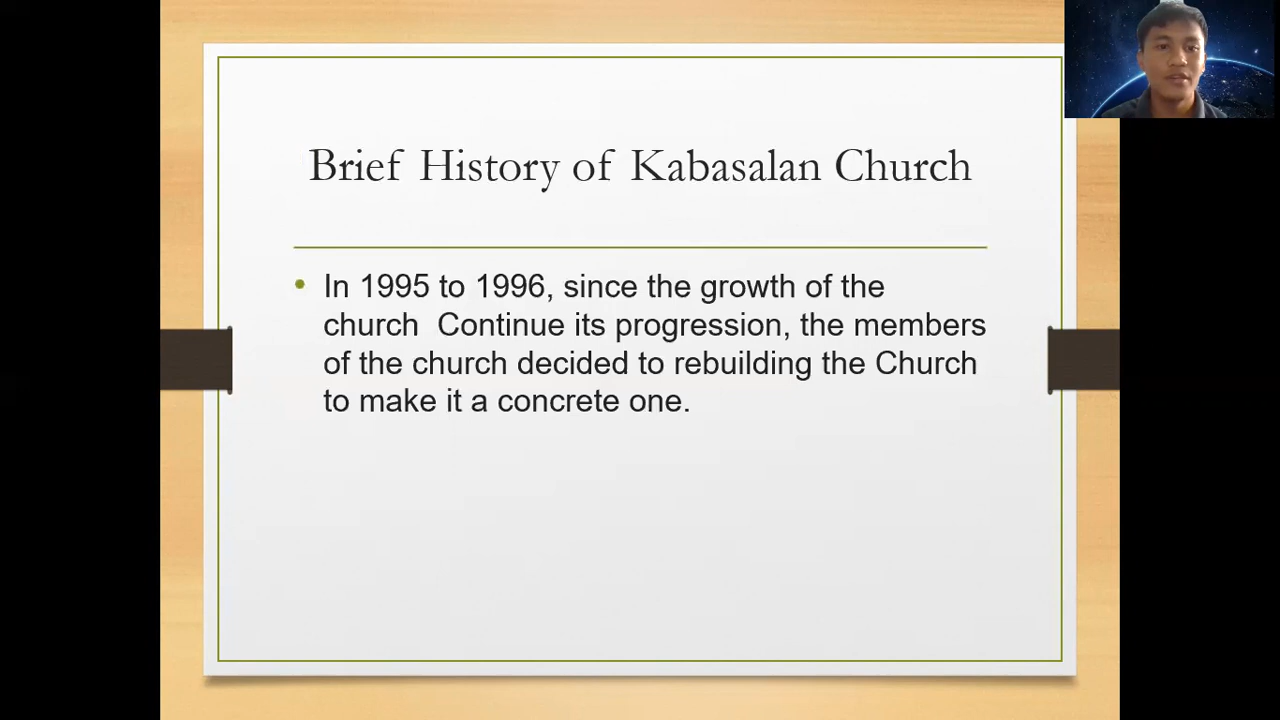 Brief History of Kabasalan Church
• In 1995 to 1996, since the growth of the
church  Continue its progression, the members
of the church decided to rebuilding the Church
to make it a concrete one.